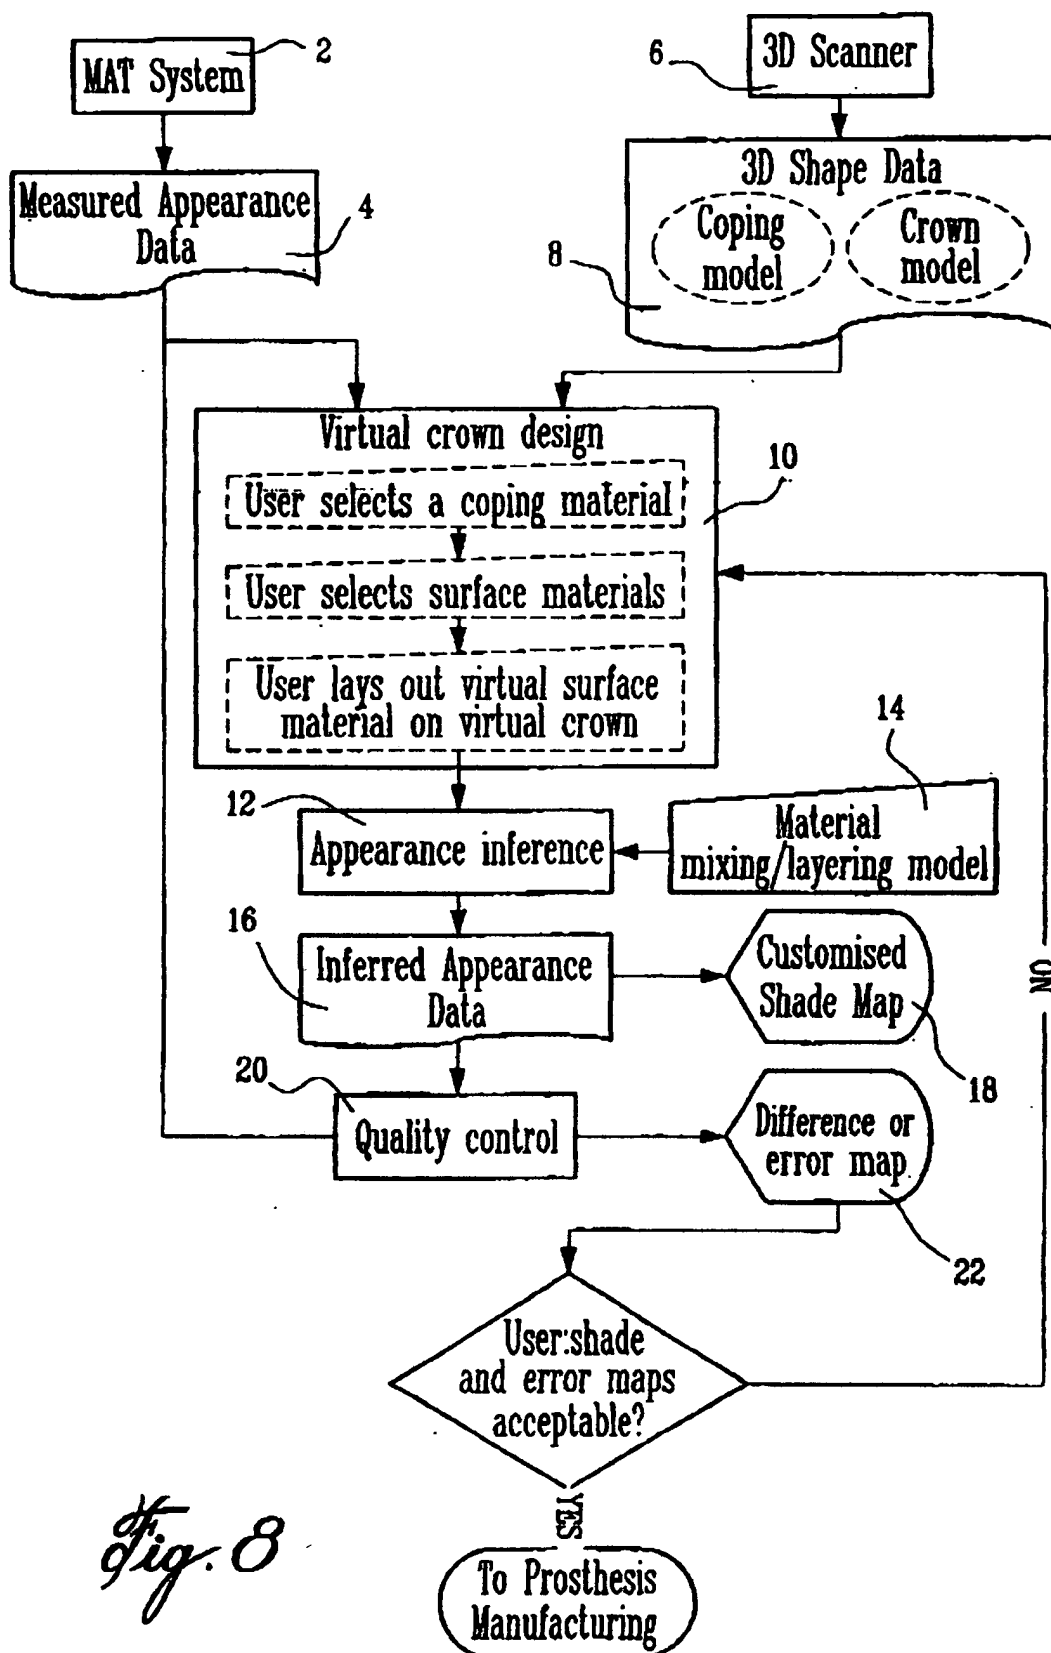 2
MAT System
6
3D Scanner
Measured Appearance
Data
4
3D Shape Data
Coping
model
Crown
model
8
Virtual crown design
10
User selects a coping material
User selects surface materials
User lays out virtual surface
material on virtual crown
14
12
Appearance inference
Material
mixing/layering model
16
Inferred Appearance
Data
Customised
Shade Map
18
NO
20
Quality control
Difference or
error map
22
User:shade
and error maps
acceptable?
YES
To Prosthesis
Manufacturing
Fig. 8